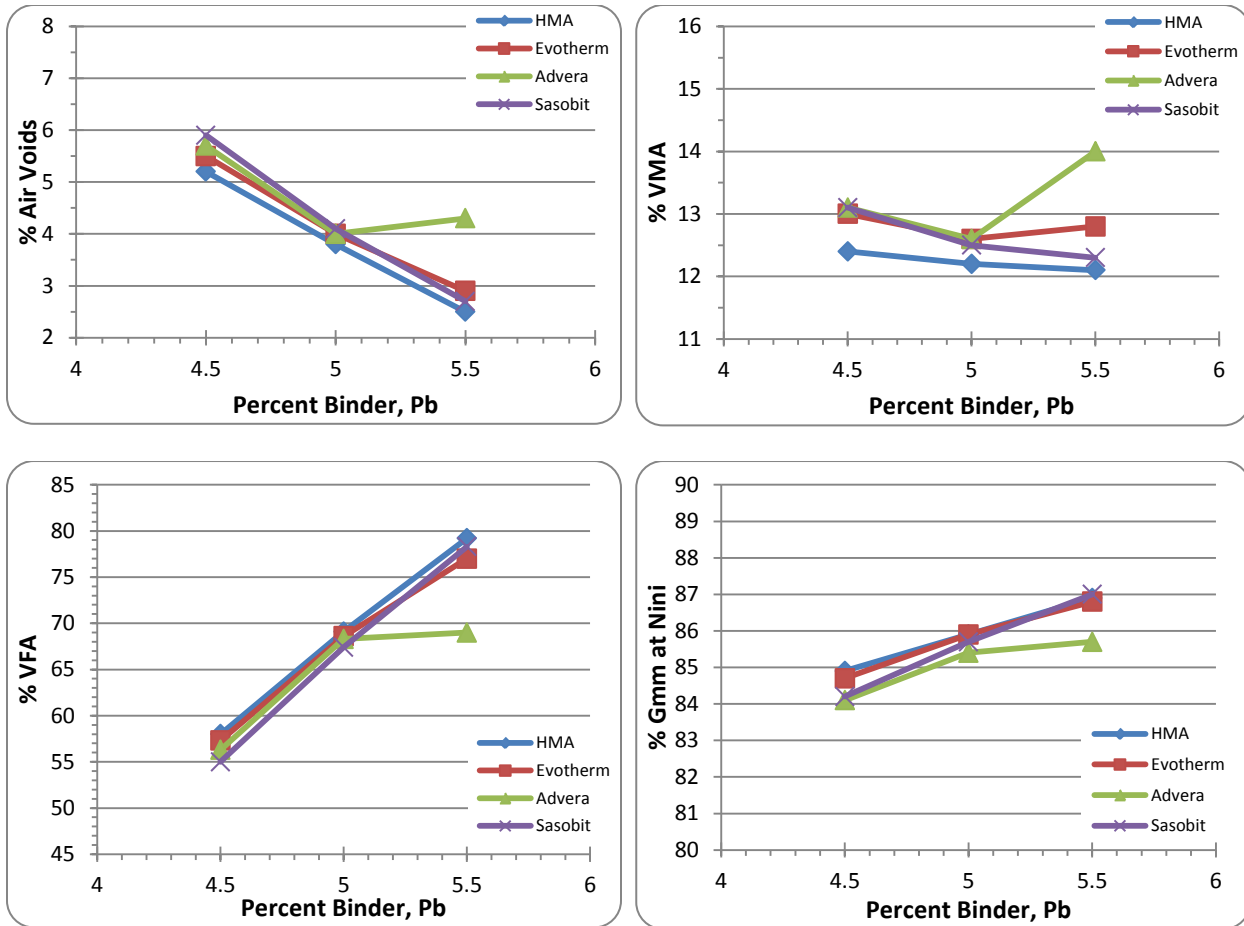 % Air Voids
8
7
6
5
4
3
2
4
4.5
5
5.5
6
Percent Binder, Pb
HMA
Evotherm
Advera
Sasobit
% VMA
16
15
14
13
12
11
4
4.5
5
5.5
6
Percent Binder, Pb
HMA
Evotherm
Advera
Sasobit
% VFA
85
80
75
70
65
60
55
50
45
4
4.5
5
5.5
6
Percent Binder, Pb
HMA
Evotherm
Advera
Sasobit
% Gmm at Nini
90
89
88
87
86
85
84
83
82
81
80
4
4.5
5
5.5
6
Percent Binder, Pb
HMA
Evotherm
Advera
Sasobit